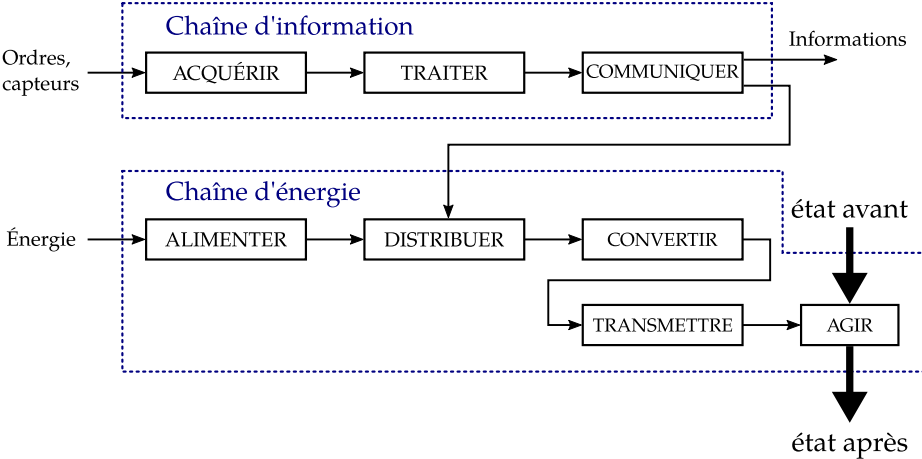 Chaîne d'information
Informations
Ordres,
capteurs
ACQUÉRIR
TRAITER
COMMUNIQUER
Chaîne d'énergie
état avant
Énergie
ALIMENTER
DISTRIBUER
CONVERTIR
TRANSMETTRE
AGIR
état après